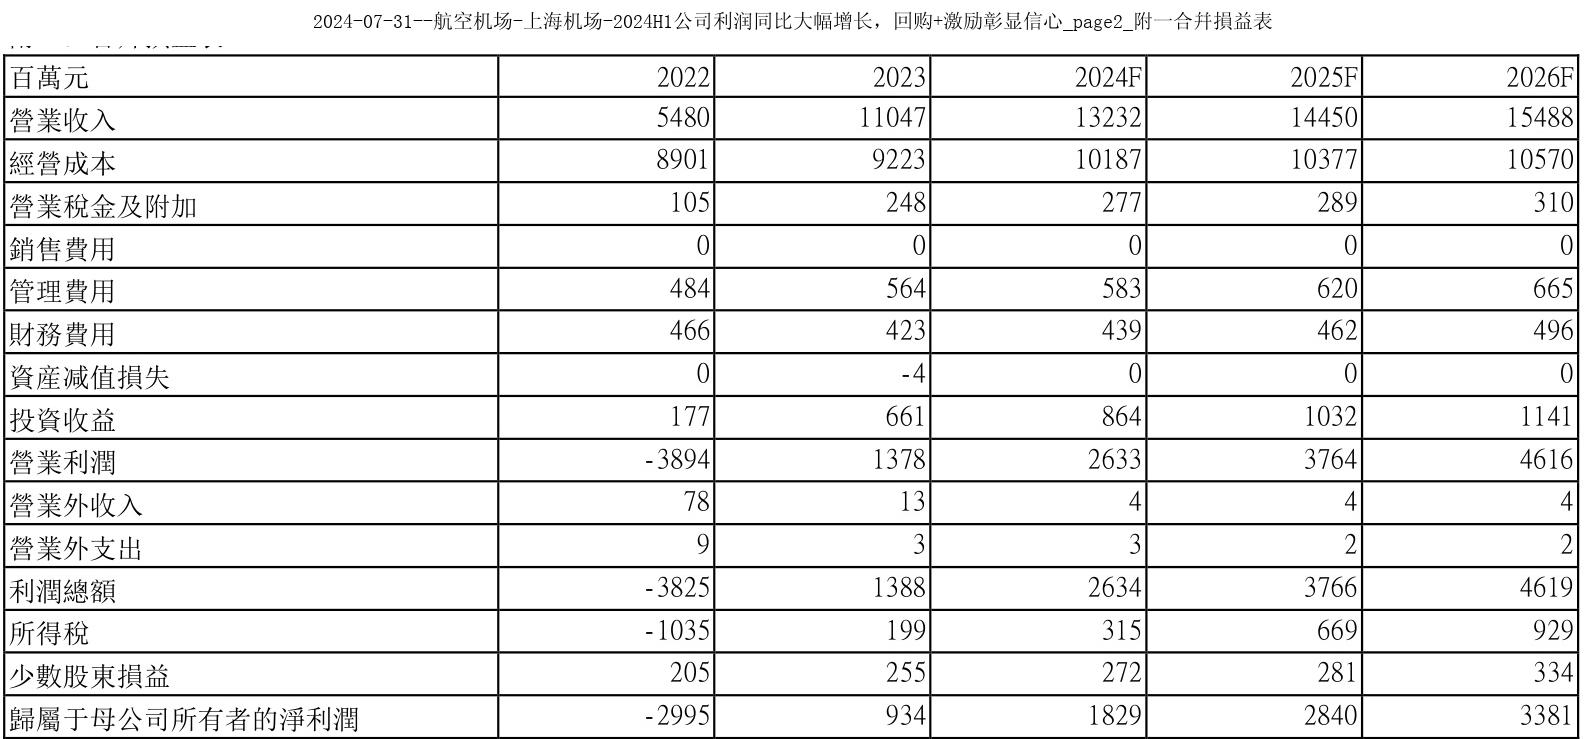 2024-07-31--航空机场-上海机场-2024H1公司利润同比大幅增长，回购+激励彰显信心_page2_附一合并损益表
百萬元 2022 2023 2024F 2025F 2026F
營業收入 5480 11047 13232 14450 15488
經營成本 8901 9223 10187 10377 10570
營業稅金及附加 105 248 277 289 310
銷售費用 0 0 0 0 0
管理費用 484 564 583 620 665
財務費用 466 423 439 462 496
資産減值損失 0 -4 0 0 0
投資收益 177 661 864 1032 1141
營業利潤 -3894 1378 2633 3764 4616
營業外收入 78 13 4 4 4
營業外支出 9 3 3 2 2
利潤總額 -3825 1388 2634 3766 4619
所得稅 -1035 199 315 669 929
少數股東損益 205 255 272 281 334
歸屬于母公司所有者的淨利潤 -2995 934 1829 2840 3381